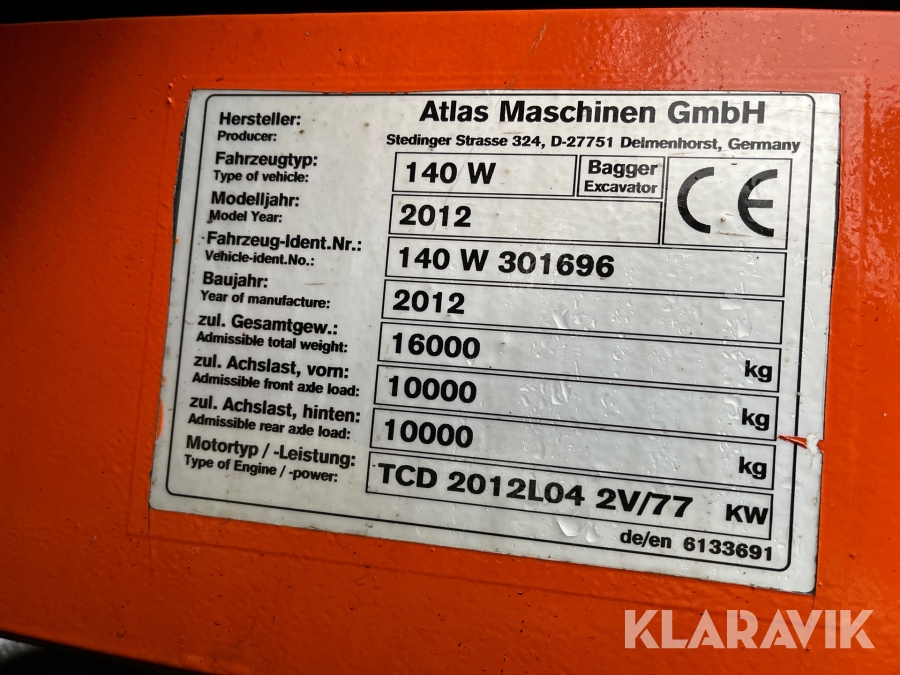 Hersteller: Atlas Maschinen GmbH
Producer: Stedinger Strasse 324, D-27751 Delmenhorst, Germany
Fahrzeugtyp: 140 W Bagger CE
Type of vehicle: Excavator
Modelljahr: 2012
Model Year:
Fahrzeug-Ident.Nr.: 140 W 301696
Vehicle-ident.No.:
Baujahr: 2012
Year of manufacture:
zul. Gesamtgew.: 16000 kg
Admissible total weight:
zul. Achslast, vorn: 10000 kg
Admissible front axle load:
zul. Achslast, hinten: 10000 kg
Admissible rear axle load:
Motortyp / -Leistung: TCD 2012L04 2V/77 KW
Type of Engine / -power:
de/en 6133691
KLARAVIK